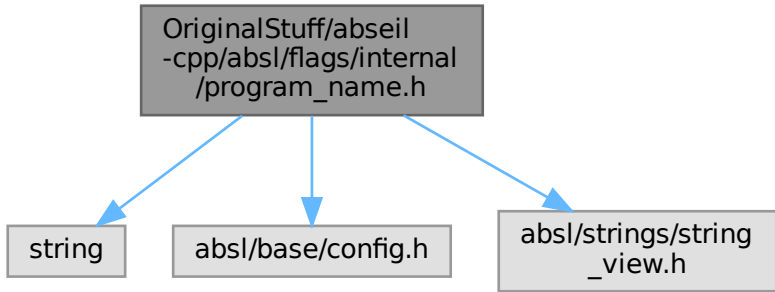 OriginalStuff/abseil
-cpp/absl/flags/internal
/program_name.h
string
absl/base/config.h
absl/strings/string
_view.h